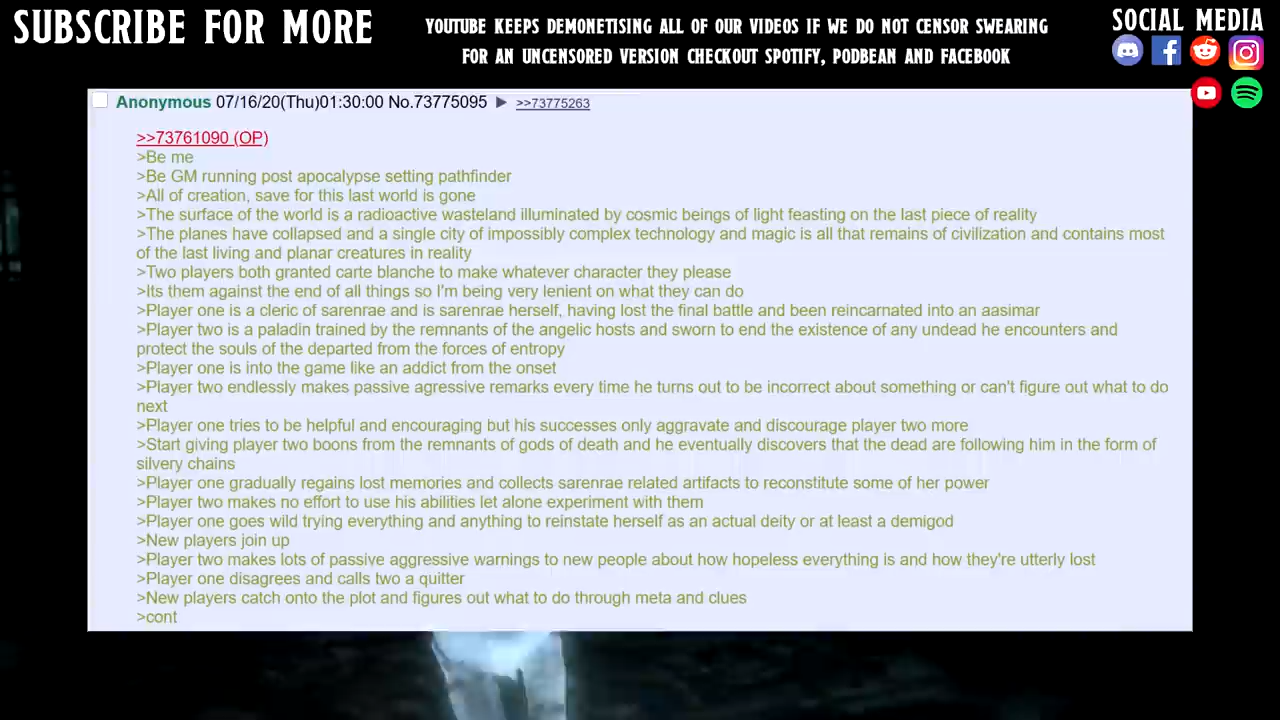 SUBSCRIBE FOR MORE
YOUTUBE KEEPS DEMONETISING ALL OF OUR VIDEOS IF WE DO NOT CENSOR SWEARING
FOR AN UNCENSORED VERSION CHECKOUT SPOTIFY, PODBEAN AND FACEBOOK
SOCIAL MEDIA
Anonymous 07/16/20(Thu)01:30:00 No.73775095 ▶ >>73775263
>>73761090 (OP)
>Be me
>Be GM running post apocalypse setting pathfinder
>All of creation, save for this last world is gone
>The surface of the world is a radioactive wasteland illuminated by cosmic beings of light feasting on the last piece of reality
>The planes have collapsed and a single city of impossibly complex technology and magic is all that remains of civilization and contains most
of the last living and planar creatures in reality
>Two players both granted carte blanche to make whatever character they please
>Its them against the end of all things so I'm being very lenient on what they can do
>Player one is a cleric of sarenrae and is sarenrae herself, having lost the final battle and been reincarnated into an aasimar
>Player two is a paladin trained by the remnants of the angelic hosts and sworn to end the existence of any undead he encounters and
protect the souls of the departed from the forces of entropy
>Player one is into the game like an addict from the onset
>Player two endlessly makes passive agressive remarks every time he turns out to be incorrect about something or can't figure out what to do
next
>Player one tries to be helpful and encouraging but his successes only aggravate and discourage player two more
>Start giving player two boons from the remnants of gods of death and he eventually discovers that the dead are following him in the form of
silvery chains
>Player one gradually regains lost memories and collects sarenrae related artifacts to reconstitute some of her power
>Player two makes no effort to use his abilities let alone experiment with them
>Player one goes wild trying everything and anything to reinstate herself as an actual deity or at least a demigod
>New players join up
>Player two makes lots of passive aggressive warnings to new people about how hopeless everything is and how they're utterly lost
>Player one disagrees and calls two a quitter
>New players catch onto the plot and figures out what to do through meta and clues
>cont